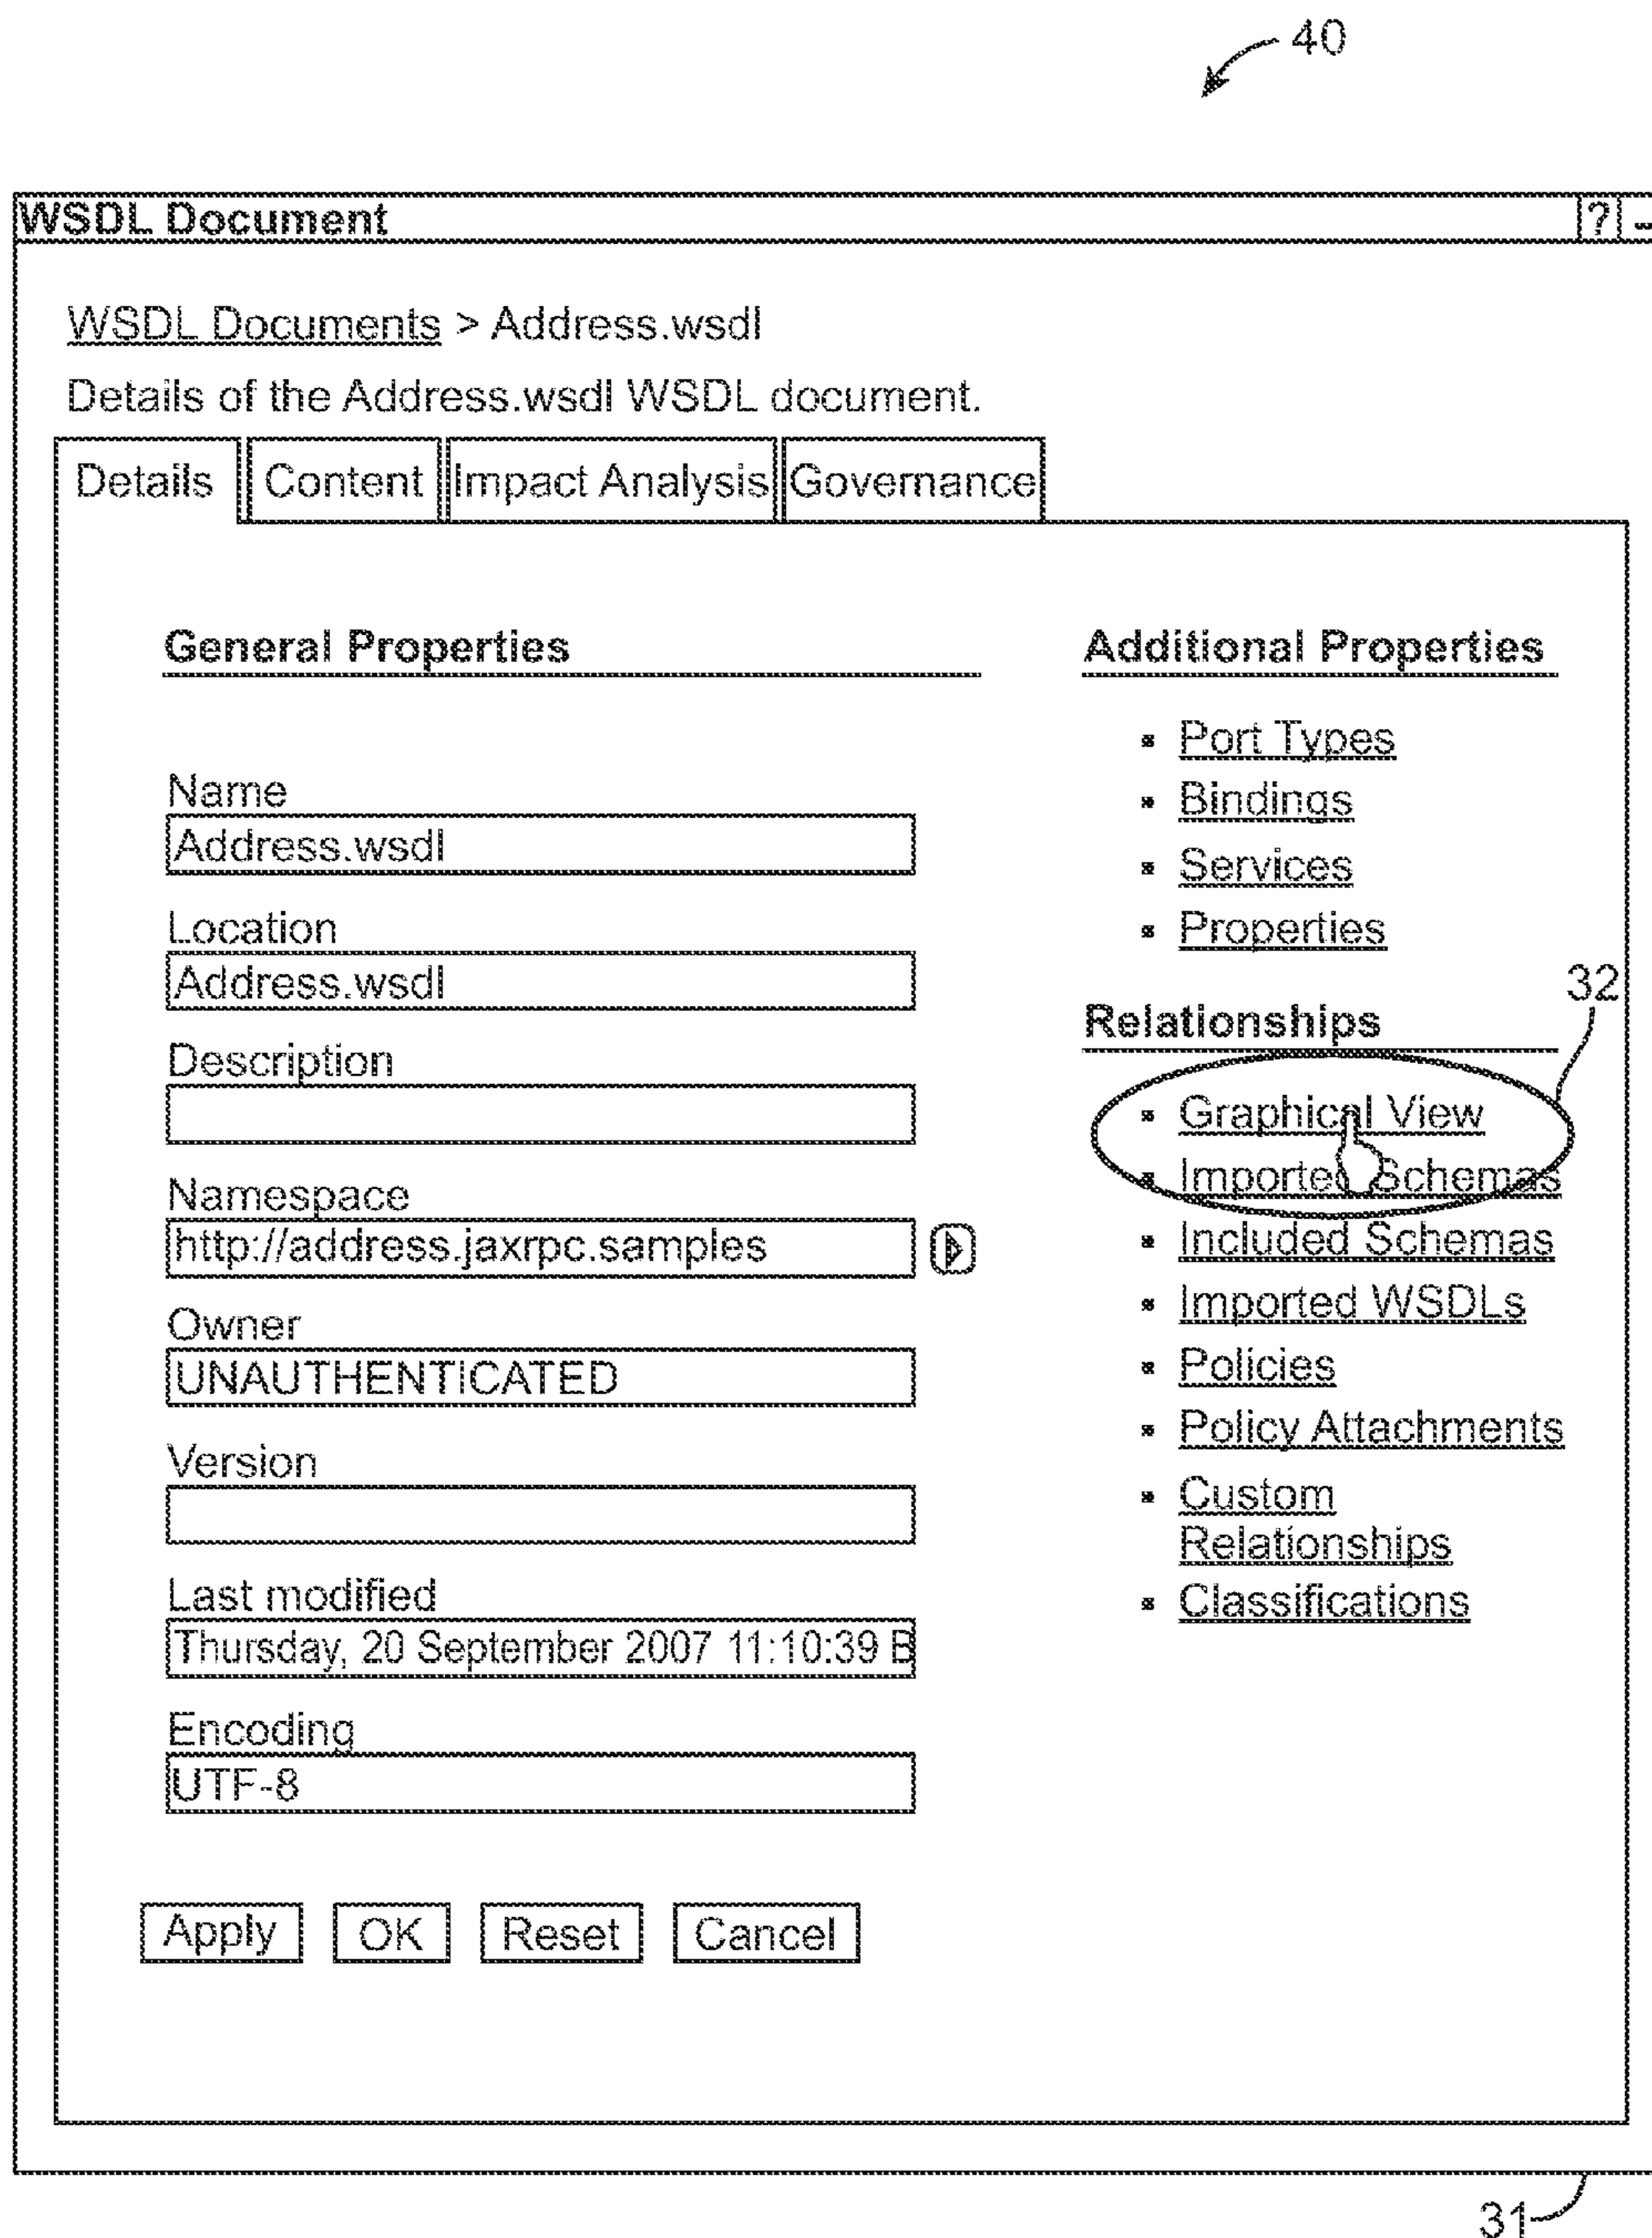 40
WSDL Document ? -
WSDL Documents > Address.wsdl
Details of the Address.wsdl WSDL document.
Details Content Impact Analysis Governance
General Properties
Name
Address.wsdl
Location
Address.wsdl
Description
Namespace
http://address.jaxrpc.samples
Owner
UNAUTHENTICATED
Version
Last modified
Thursday, 20 September 2007 11:10:39 B
Encoding
UTF-8
Apply OK Reset Cancel
Additional Properties
Port Types
Bindings
Services
Properties
32
Relationships
Graphical View
Imported Schemas
Included Schemas
Imported WSDLs
Policies
Policy Attachments
Custom
Relationships
Classifications
31